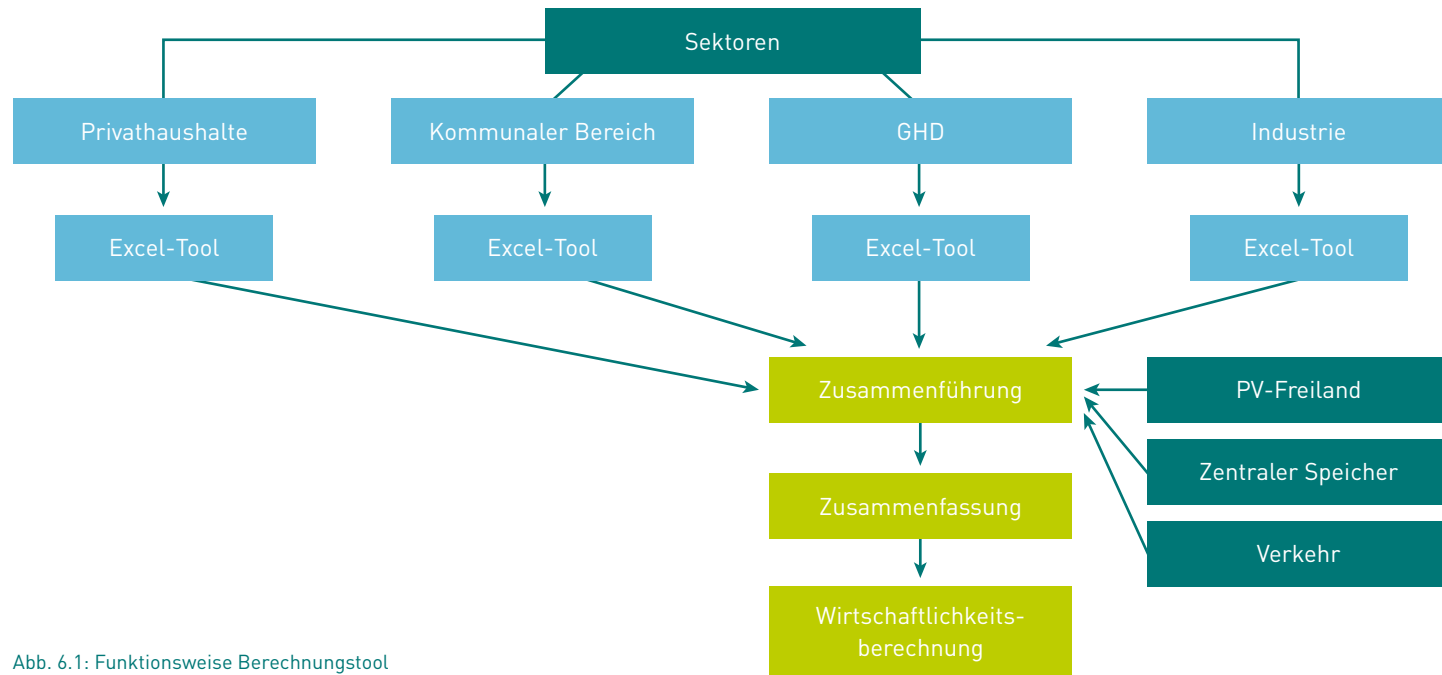 Sektoren
Privathaushalte
Kommunaler Bereich
GHD
Industrie
Excel-Tool
Excel-Tool
Excel-Tool
Excel-Tool
Zusammenführung
PV-Freiland
Zentraler Speicher
Zusammenfassung
Verkehr
Wirtschaftlichkeits-
berechnung
Abb. 6.1: Funktionsweise Berechnungstool